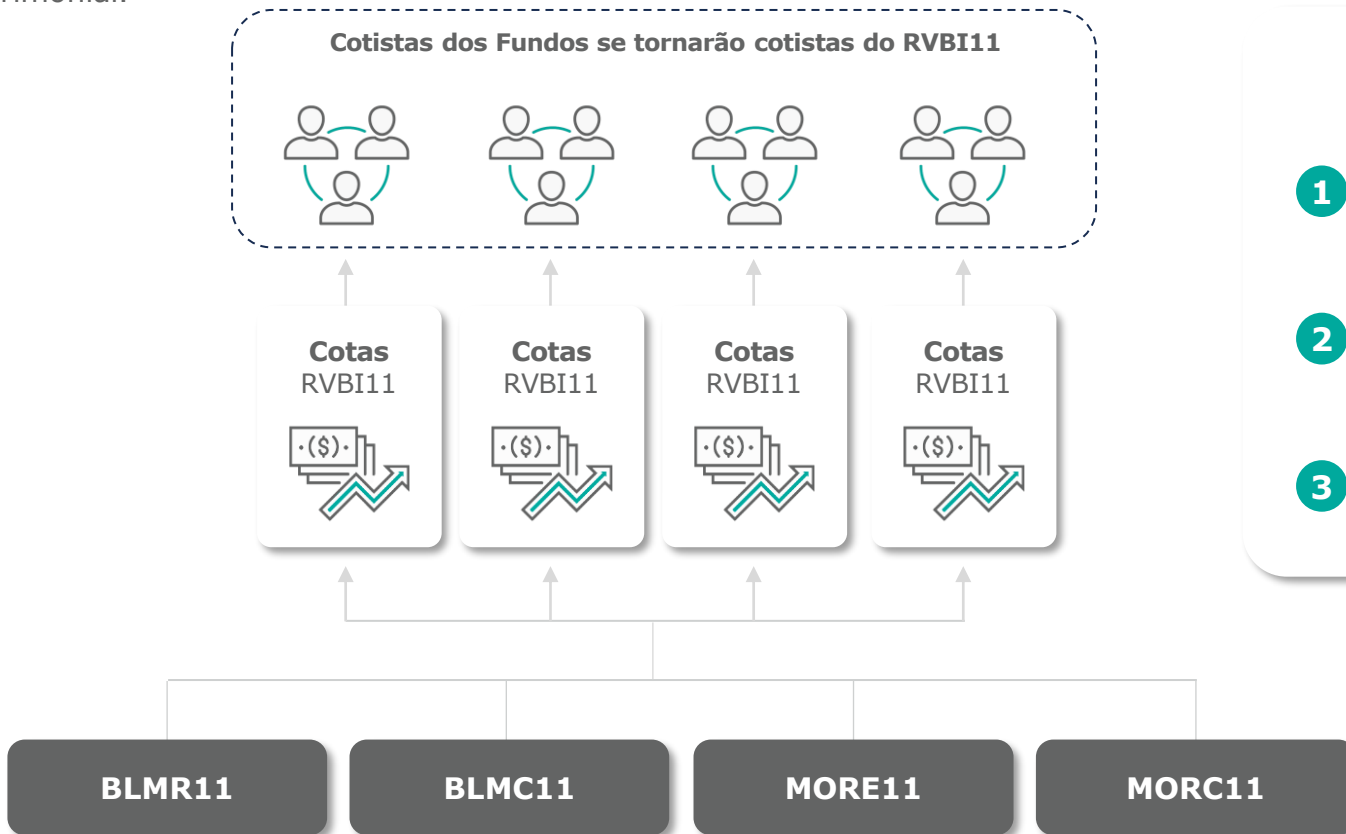 Cotistas dos Fundos se tornarão cotistas do RVBI11
Cotas
RVBI11
Cotas
RVBI11
Cotas
RVBI11
Cotas
RVBI11
·($)·
·($)·
·($)·
·($)·
1
2
3
BLMR11
BLMC11
MORE11
MORC11